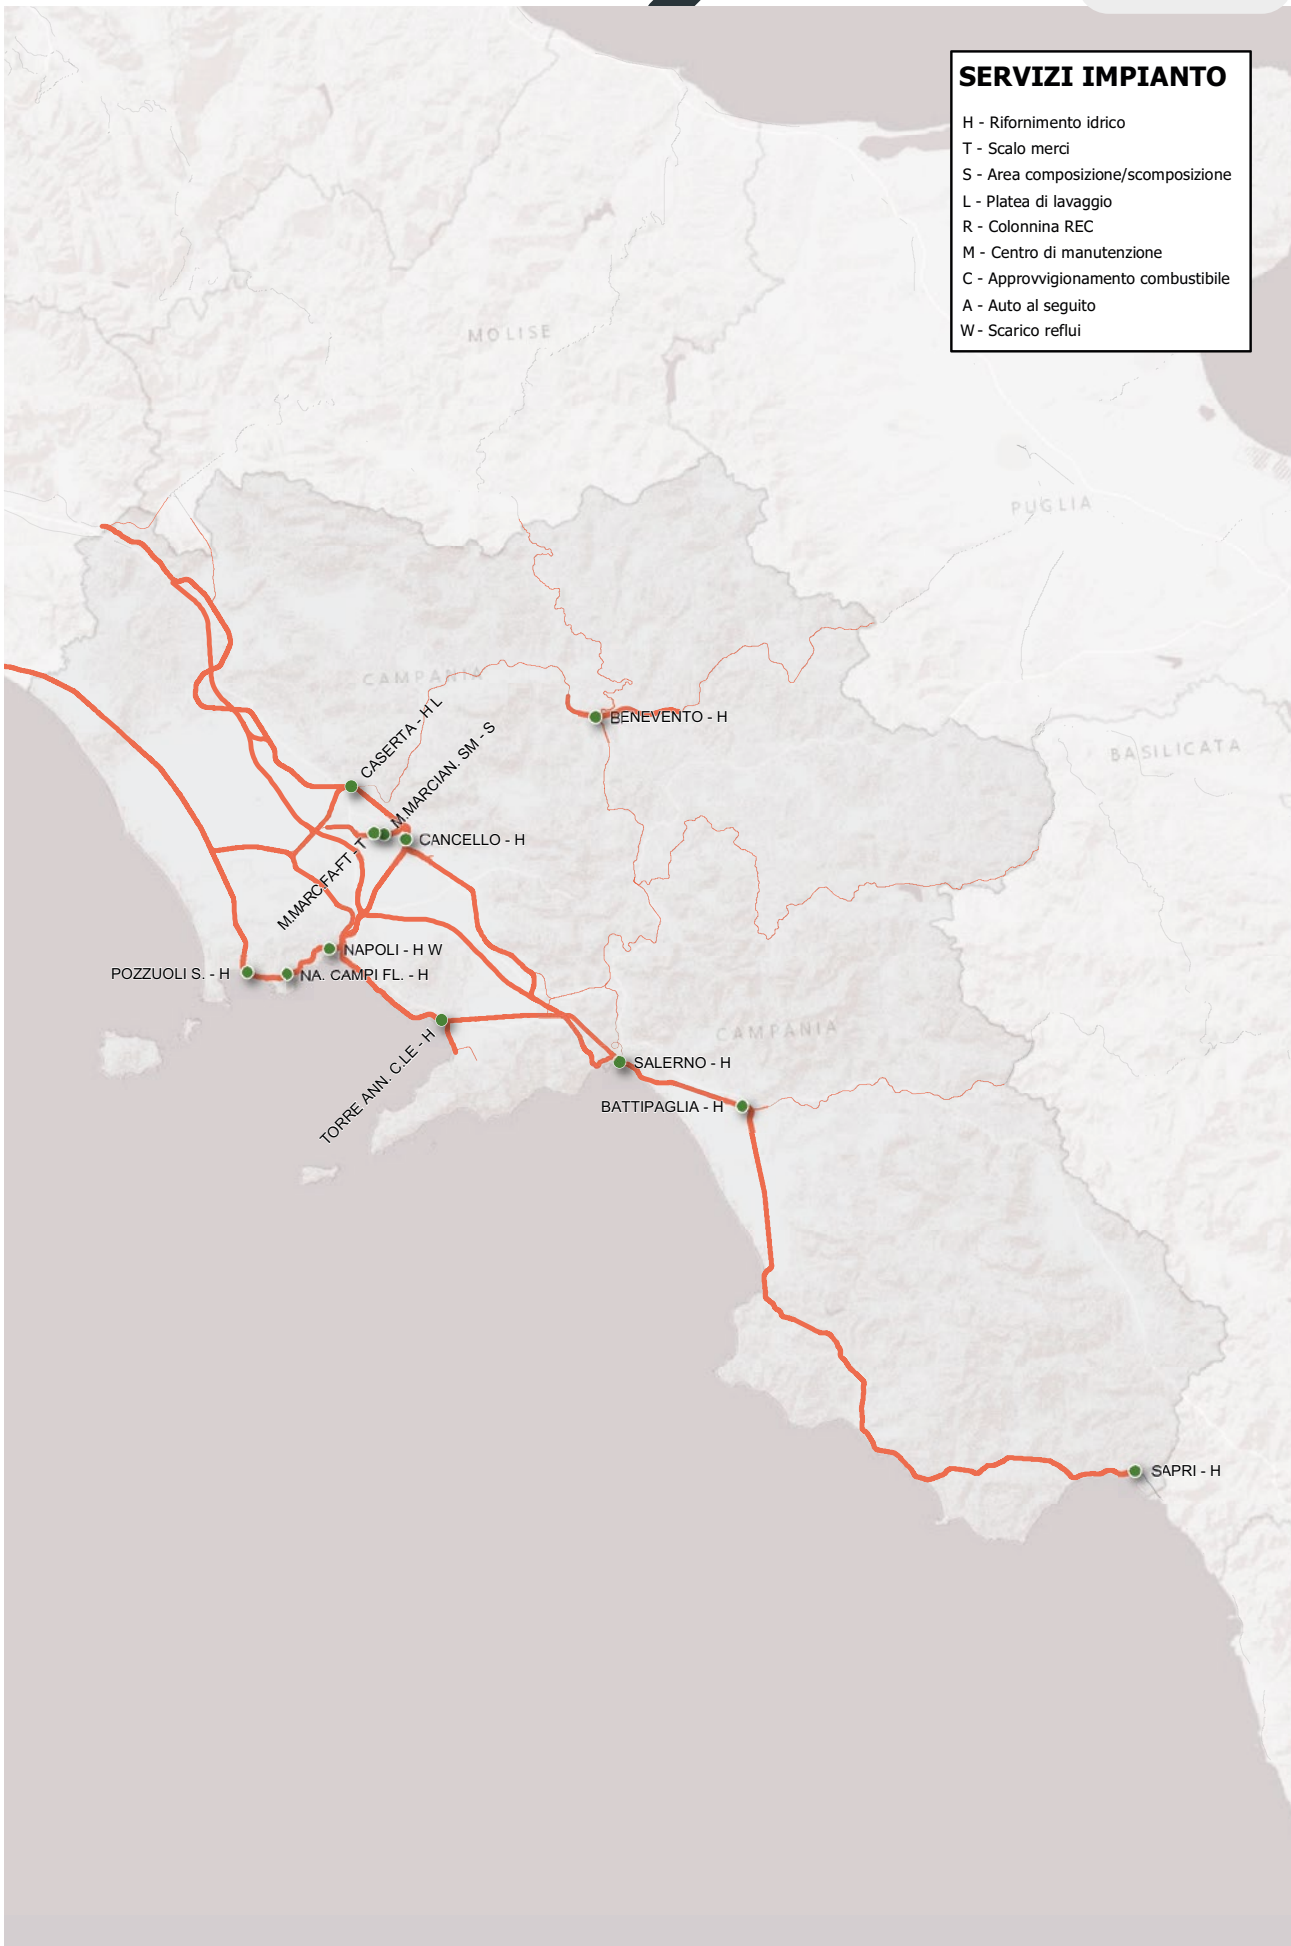 SERVIZI IMPIANTO
H - Rifornimento idrico
T - Scalo merci
S - Area composizione/scomposizione
L - Platea di lavaggio
R - Colonnina REC
M - Centro di manutenzione
C - Approvvigionamento combustibile
A - Auto al seguito
W - Scarico reflui
MOLISE
PUGLIA
CAMPANIA
CASERTA - H L
BENEVENTO - H
M.MARCIAN. SM - S
BASILICATA
CANCELLO - H
M.MARC.FA-FT - T
NAPOLI - H W
POZZUOLI S. - H
NA. CAMPI FL. - H
CAMPANIA
TORRE ANN. C.LE - H
SALERNO - H
BATTIPAGLIA - H
SAPRI - H